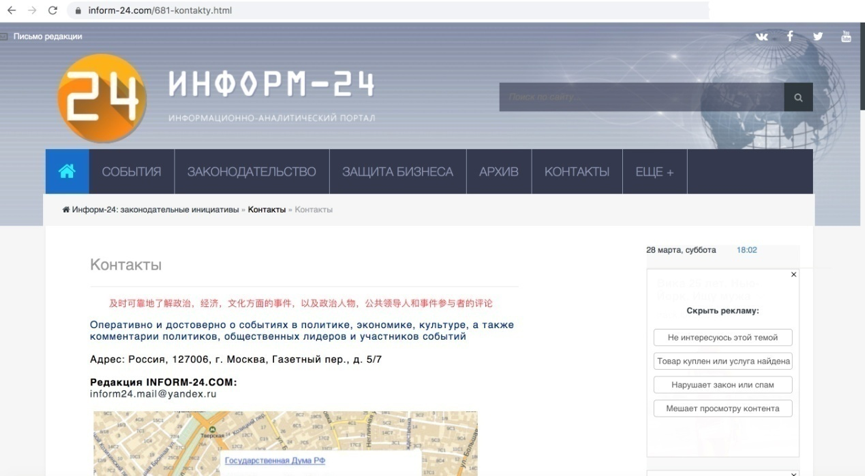 inform-24.com/681-kontakty.html
Письмо редакции
24
ИНФОРМ-24
ИНФОРМАЦИОННО-АНАЛИТИЧЕСКИЙ ПОРТАЛ
Поиск по сайту...
СОБЫТИЯ ЗАКОНОДАТЕЛЬСТВО ЗАЩИТА БИЗНЕСА АРХИВ КОНТАКТЫ ЕЩЕ +
Информ-24: законодательные инициативы » Контакты » Контакты
28 марта, суббота 18:02
Контакты
及时可靠地了解政治，经济，文化方面的事件，以及政治人物，公共领导人和事件参与者的评论
Оперативно и достоверно о событиях в политике, экономике, культуре, а также
комментарии политиков, общественных лидеров и участников событий
Адрес: Россия, 127006, г. Москва, Газетный пер., д. 5/7
Редакция INFORM-24.COM:
inform24.mail@yandex.ru
Тверская
Государственная Дума РФ
Скрыть рекламу:
Не интересуюсь этой темой
Товар куплен или услуга найдена
Нарушает закон или спам
Мешает просмотру контента